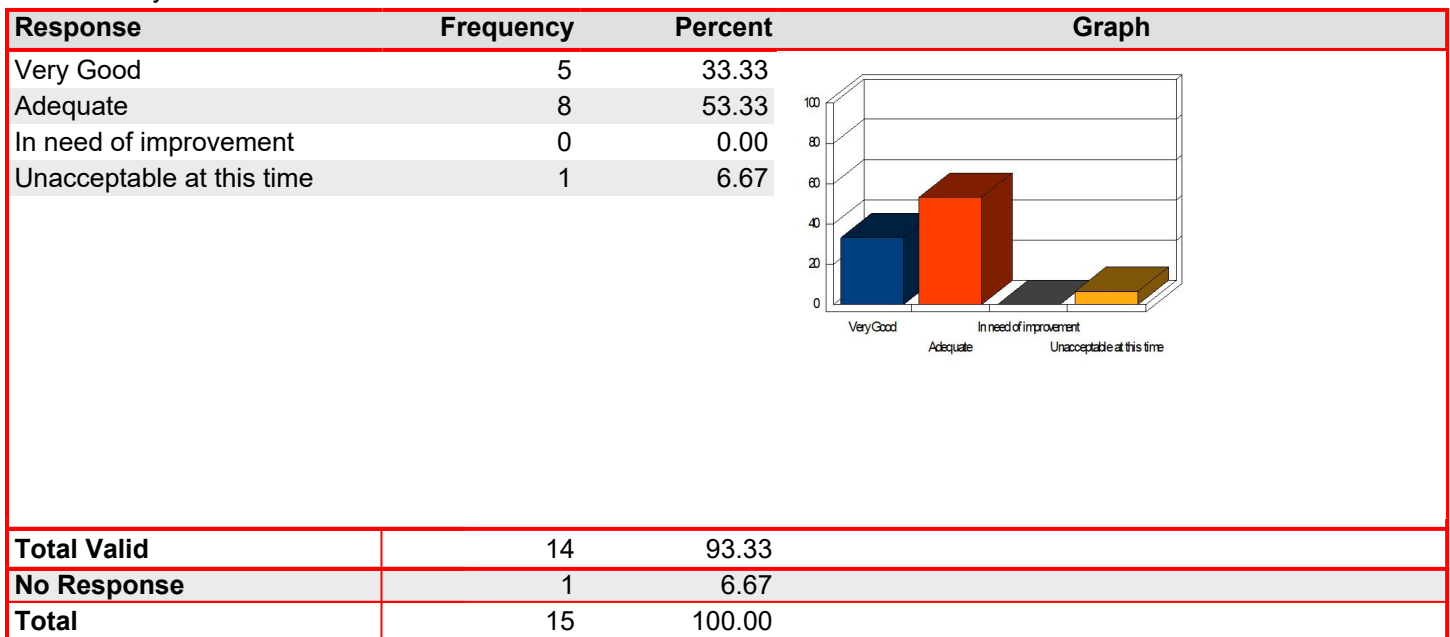 Response Frequency Percent Graph
Very Good 5 33.33
Adequate 8 53.33
In need of improvement 0 0.00
Unacceptable at this time 1 6.67
100
80
60
40
20
0
Very Good In need of improvement
Adequate Unacceptable at this time
Total Valid 14 93.33
No Response 1 6.67
Total 15 100.00